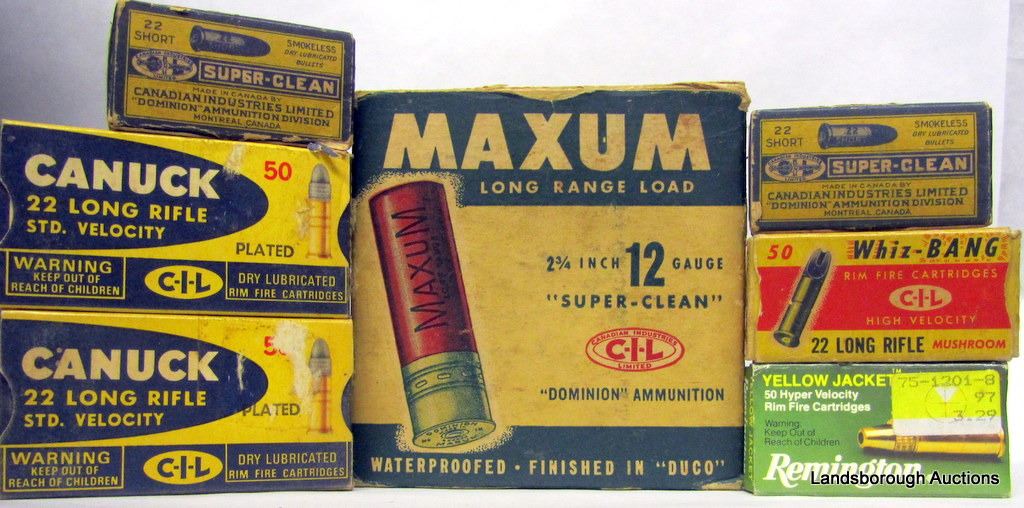 22
SHORT
SMOKELESS
DRY LUBRICATED
BULLETS
CANADIAN INDUSTRIES
LIMITED
SUPER-CLEAN
MADE IN CANADA BY
CANADIAN INDUSTRIES LIMITED
"DOMINION" AMMUNITION DIVISION
MONTREAL CANADA
CANUCK
22 LONG RIFLE
STD. VELOCITY
50
PLATED
WARNING
KEEP OUT OF
REACH OF CHILDREN
C-I-L
DRY LUBRICATED
RIM FIRE CARTRIDGES
CANUCK
22 LONG RIFLE
STD. VELOCITY
PLATED
WARNING
KEEP OUT OF
REACH OF CHILDREN
C-I-L
DRY LUBRICATED
RIM FIRE CARTRIDGES
MAXUM
LONG RANGE LOAD
MAXUM
2¾ INCH 12 GAUGE
"SUPER-CLEAN"
CANADIAN INDUSTRIES
C-I-L
LIMITED
"DOMINION" AMMUNITION
WATERPROOFED · FINISHED IN "DUCO"
22
SHORT
22
SMOKELESS
DRY LUBRICATED
BULLETS
SUPER-CLEAN
MADE IN CANADA BY
CANADIAN INDUSTRIES LIMITED
"DOMINION" AMMUNITION DIVISION
MONTREAL, CANADA
50 Whiz-BANG
RIM FIRE CARTRIDGES
C-I-L
HIGH VELOCITY
22 LONG RIFLE MUSHROOM
YELLOW JACKET™
50 Hyper Velocity
Rim Fire Cartridges
Warning:
Keep Out of
Reach of Children
75-1201-8
97
3.29
Remington
Landsborough Auctions